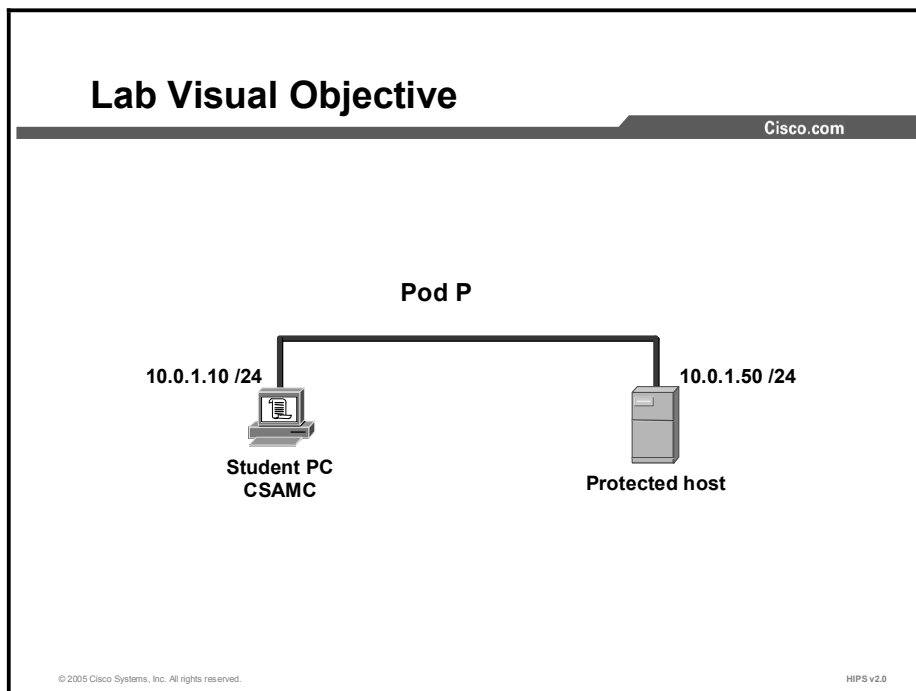 Lab Visual Objective
Cisco.com
Pod P
10.0.1.10 /24
10.0.1.50 /24
Student PC
CSAMC
Protected host
© 2005 Cisco Systems, Inc. All rights reserved.
HIPS v2.0